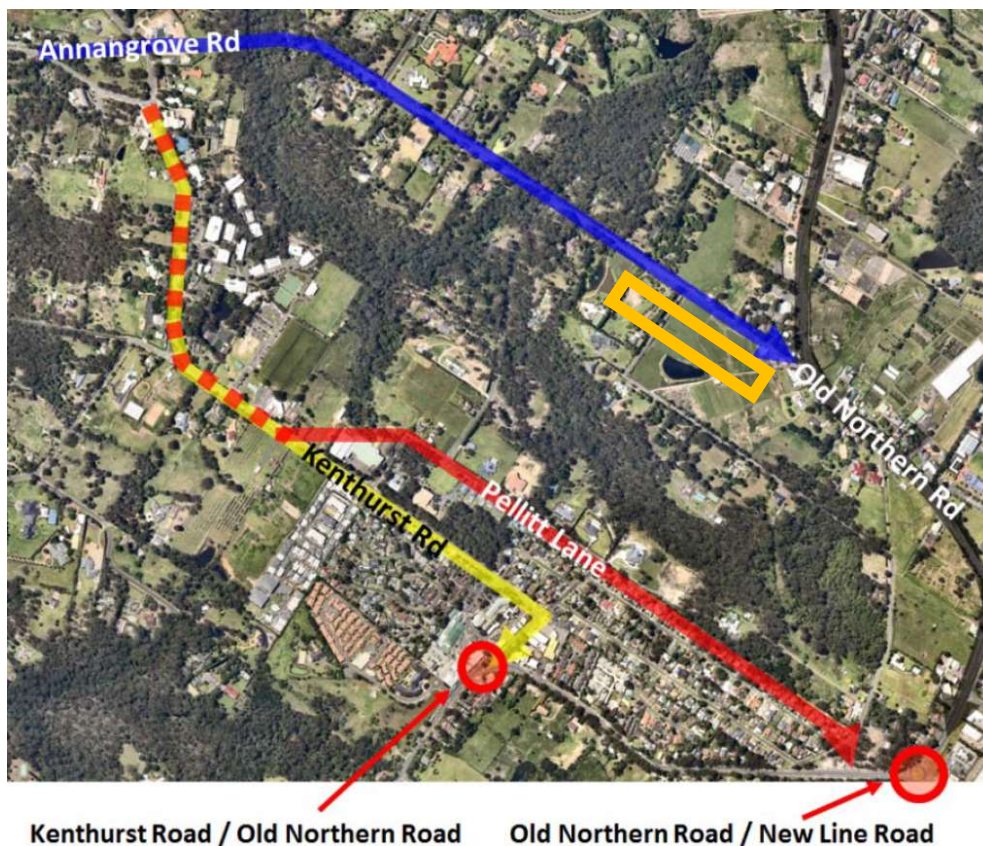 Annangrove Rd
Old Northern Rd
Kenthurst Rd
Pellitt Lane
Kenthurst Road / Old Northern Road
Old Northern Road / New Line Road